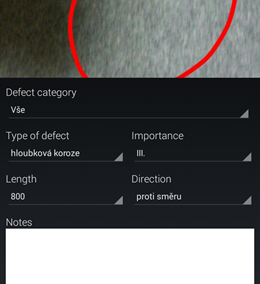 Defect category
Vše
Type of defect Importance
hloubková koroze III.
Length Direction
800 proti směru
Notes